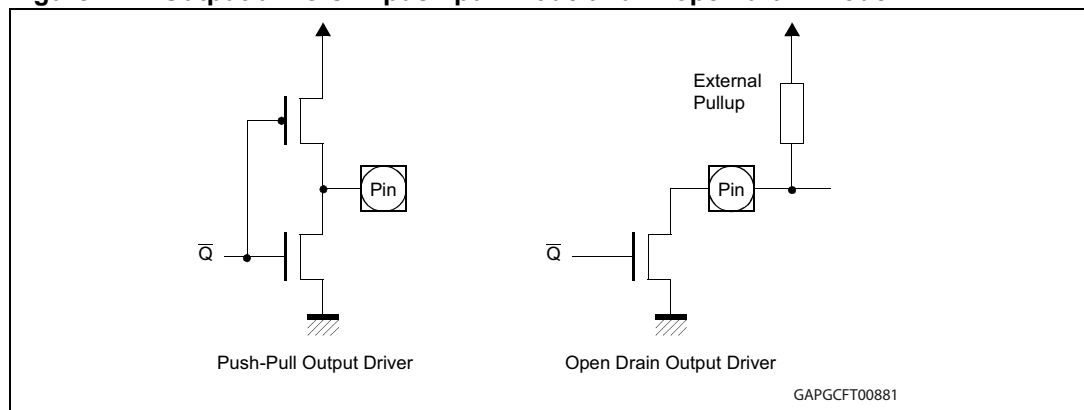 External
Pullup
Pin
Pin
Q̅
Q̅
Push-Pull Output Driver
Open Drain Output Driver
GAPGCFT00881